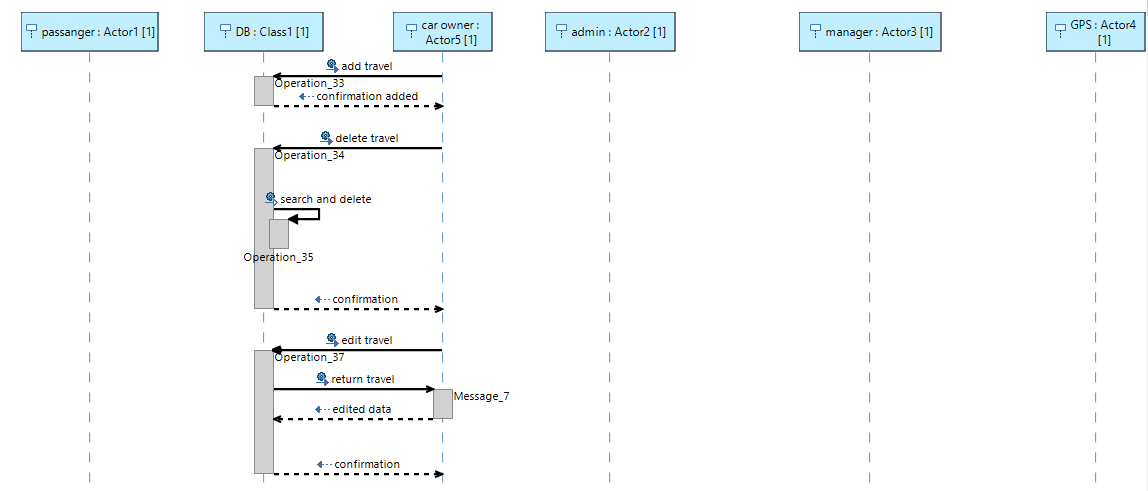 passanger : Actor1 [1]
DB : Class1 [1]
car owner :
Actor5 [1]
admin : Actor2 [1]
manager : Actor3 [1]
GPS : Actor4
[1]
add travel
Operation_33
confirmation added
delete travel
Operation_34
search and delete
Operation_35
confirmation
edit travel
Operation_37
return travel
Message_7
edited data
confirmation